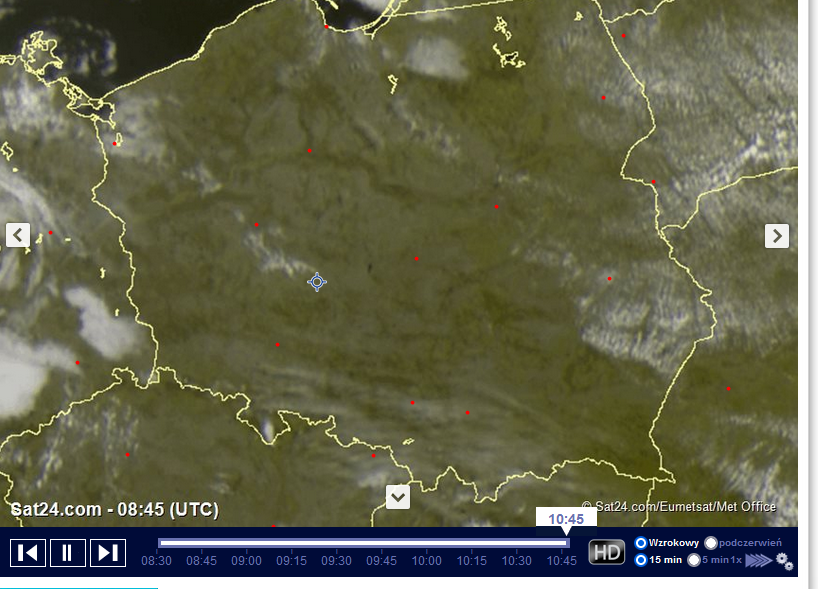 Sat24.com - 08:45 (UTC)
© Sat24.com/Eumetsat/Met Office
10:45
HD
Wzrokowy podczerwień
15 min 5 min 1x
08:30 08:45 09:00 09:15 09:30 09:45 10:00 10:15 10:30 10:45